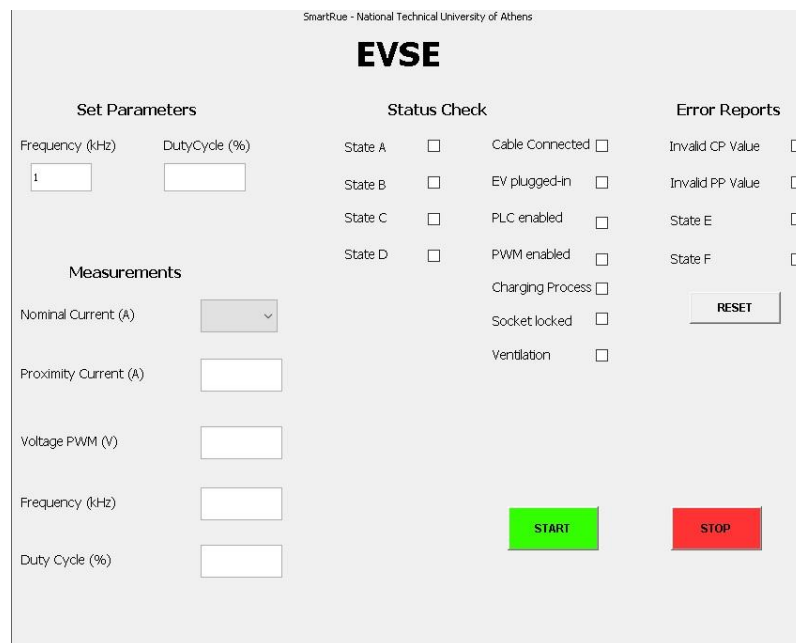 SmartRue - National Technical University of Athens
EVSE
Set Parameters
Frequency (kHz)
DutyCycle (%)
1
Measurements
Nominal Current (A)
Proximity Current (A)
Voltage PWM (V)
Frequency (kHz)
Duty Cycle (%)
Status Check
State A
State B
State C
State D
Cable Connected
EV plugged-in
PLC enabled
PWM enabled
Charging Process
Socket locked
Ventilation
Error Reports
Invalid CP Value
Invalid PP Value
State E
State F
RESET
START
STOP